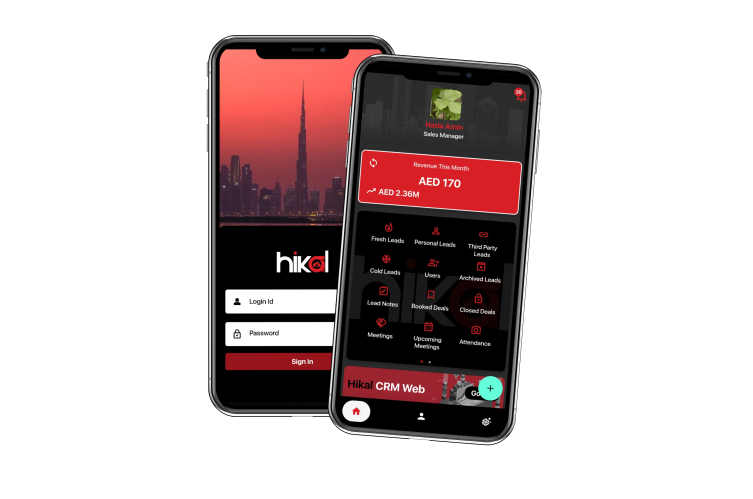 hikal
Login Id
Password
Sign In
30
Neda Amin
Sales Manager
Revenue This Month
AED 170
AED 2.36M
Fresh Leads
Personal Leads
Third Party
Leads
Cold Leads
Users
Archived Leads
Lead Notes
Booked Deals
Closed Deals
Meetings
Upcoming
Meetings
Attendance
Hikal CRM Web